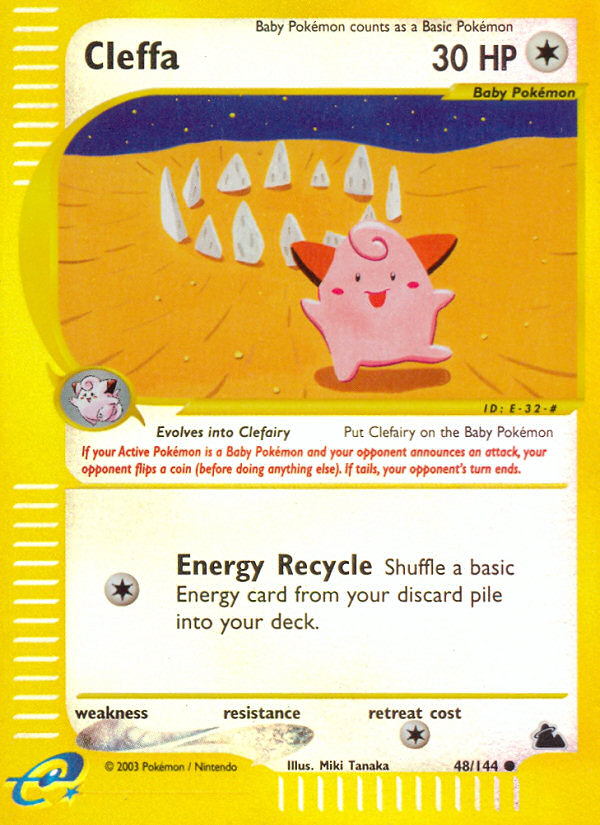 Baby Pokémon counts as a Basic Pokémon
Cleffa
30 HP
Baby Pokémon
ID: E-32-#
Evolves into Clefairy
Put Clefairy on the Baby Pokémon
If your Active Pokémon is a Baby Pokémon and your opponent announces an attack, your
opponent flips a coin (before doing anything else). If tails, your opponent's turn ends.
Energy Recycle Shuffle a basic
Energy card from your discard pile
into your deck.
weakness
resistance
retreat cost
e
© 2003 Pokémon / Nintendo
Illus. Miki Tanaka
48/144